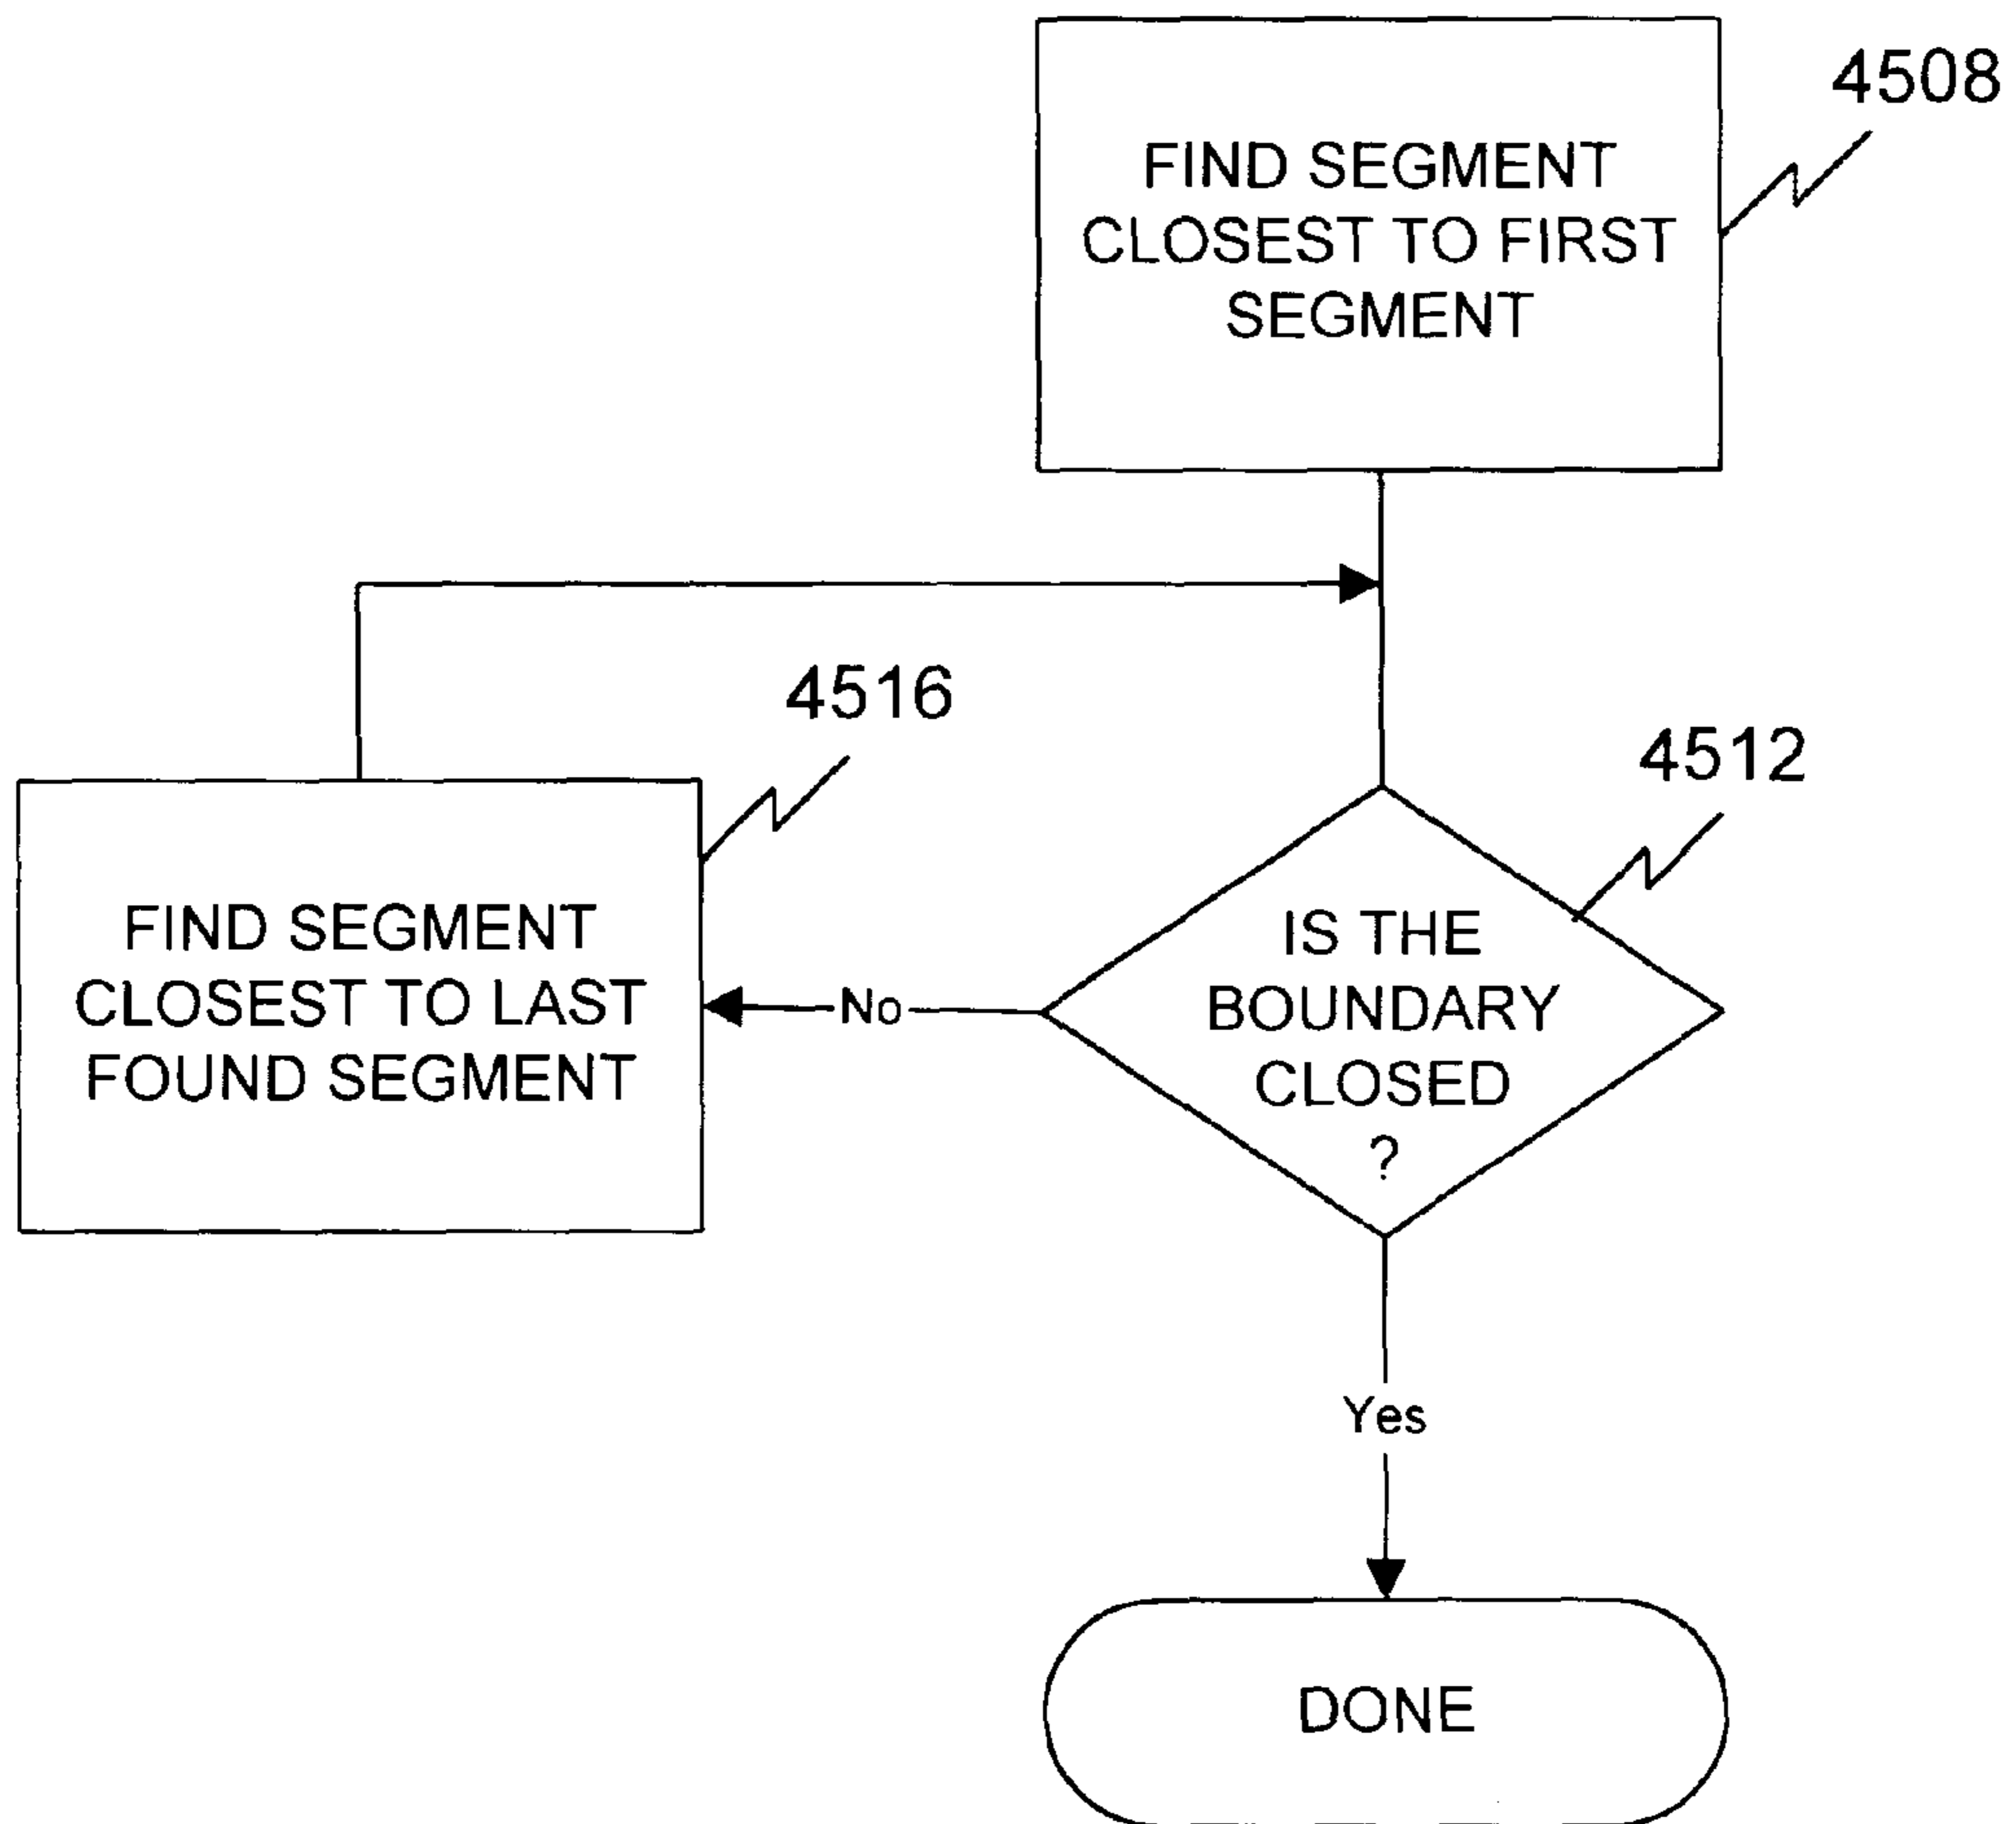 4508
FIND SEGMENT
CLOSEST TO FIRST
SEGMENT
4516
4512
FIND SEGMENT
CLOSEST TO LAST
FOUND SEGMENT
No
IS THE
BOUNDARY
CLOSED
?
Yes
DONE